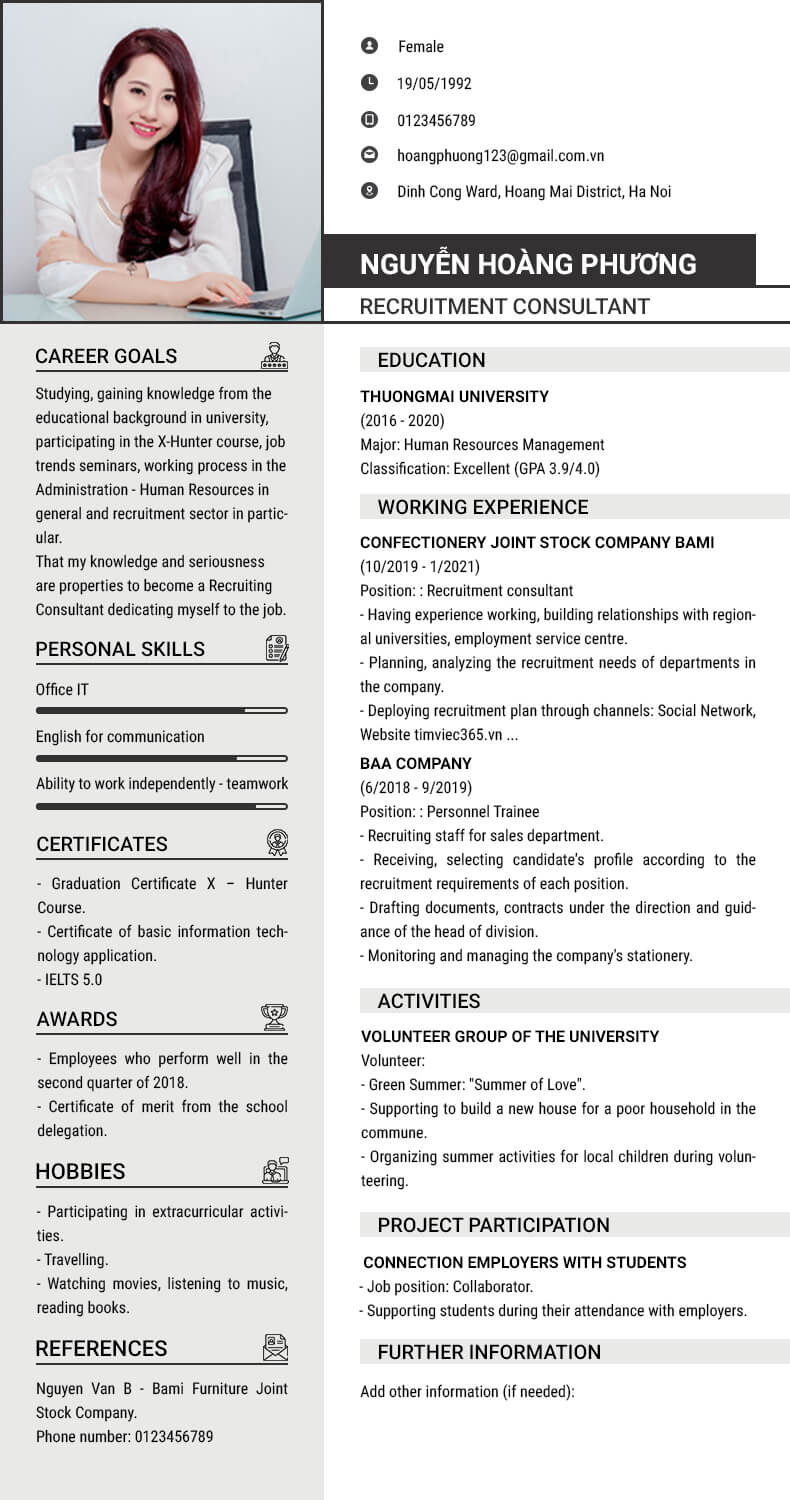 Female
19/05/1992
0123456789
hoangphuong123@gmail.com.vn
Dinh Cong Ward, Hoang Mai District, Ha Noi
NGUYỄN HOÀNG PHƯƠNG
RECRUITMENT CONSULTANT
CAREER GOALS
Studying, gaining knowledge from the
educational background in university,
participating in the X-Hunter course, job
trends seminars, working process in the
Administration - Human Resources in
general and recruitment sector in partic-
ular.
That my knowledge and seriousness
are properties to become a Recruiting
Consultant dedicating myself to the job.
PERSONAL SKILLS
Office IT
English for communication
Ability to work independently - teamwork
CERTIFICATES
- Graduation Certificate X – Hunter
Course.
- Certificate of basic information tech-
nology application.
- IELTS 5.0
AWARDS
- Employees who perform well in the
second quarter of 2018.
- Certificate of merit from the school
delegation.
HOBBIES
- Participating in extracurricular activi-
ties.
- Travelling.
- Watching movies, listening to music,
reading books.
REFERENCES
Nguyen Van B - Bami Furniture Joint
Stock Company.
Phone number: 0123456789
EDUCATION
THUONGMAI UNIVERSITY
(2016 - 2020)
Major: Human Resources Management
Classification: Excellent (GPA 3.9/4.0)
WORKING EXPERIENCE
CONFECTIONERY JOINT STOCK COMPANY BAMI
(10/2019 - 1/2021)
Position: : Recruitment consultant
- Having experience working, building relationships with region-
al universities, employment service centre.
- Planning, analyzing the recruitment needs of departments in
the company.
- Deploying recruitment plan through channels: Social Network,
Website timviec365.vn ...
BAA COMPANY
(6/2018 - 9/2019)
Position: : Personnel Trainee
- Recruiting staff for sales department.
- Receiving, selecting candidate's profile according to the
recruitment requirements of each position.
- Drafting documents, contracts under the direction and guid-
ance of the head of division.
- Monitoring and managing the company's stationery.
ACTIVITIES
VOLUNTEER GROUP OF THE UNIVERSITY
Volunteer:
- Green Summer: "Summer of Love".
- Supporting to build a new house for a poor household in the
commune.
- Organizing summer activities for local children during volun-
teering.
PROJECT PARTICIPATION
CONNECTION EMPLOYERS WITH STUDENTS
- Job position: Collaborator.
- Supporting students during their attendance with employers.
FURTHER INFORMATION
Add other information (if needed):